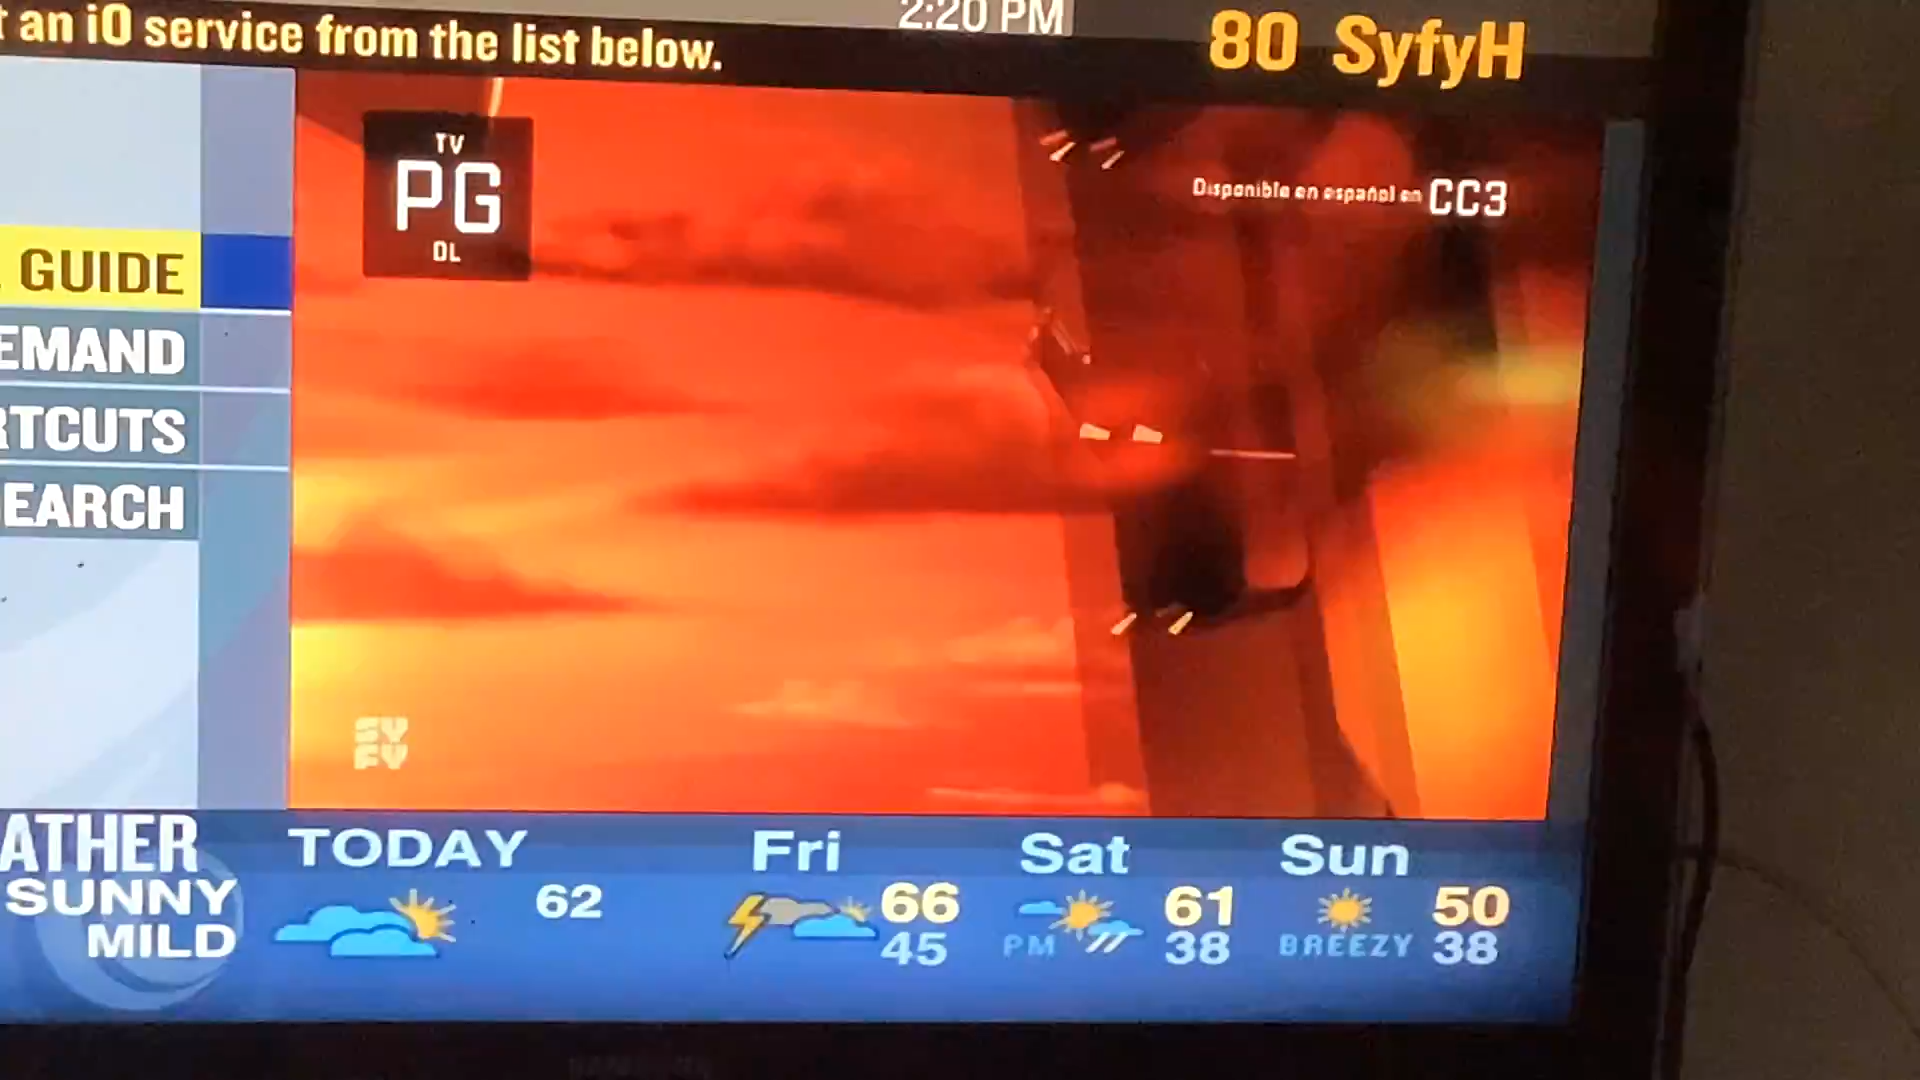 t an iO service from the list below.
2:20 PM
80 SyfyH
TV
PG
DL
Disponible en español en CC3
GUIDE
EMAND
RTCUTS
EARCH
SY
FY
ATHER
SUNNY
MILD
TODAY
62
Fri
66
45
Sat
PM
61
38
Sun
BREEZY
50
38